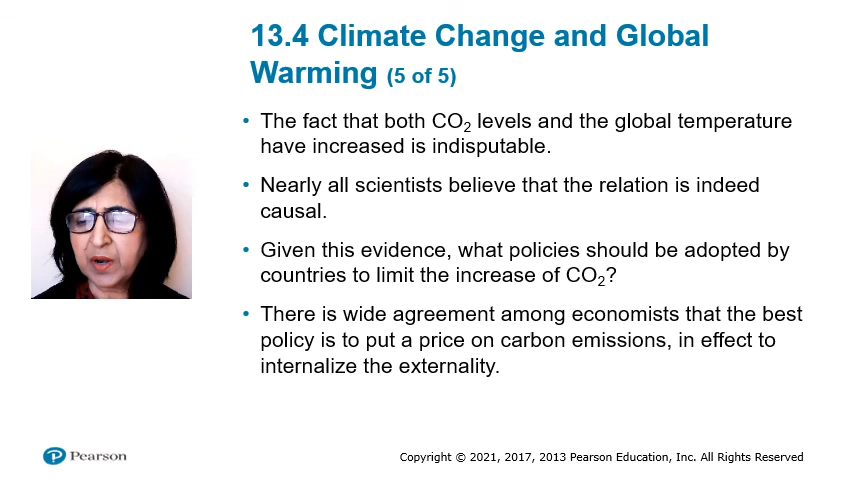 13.4 Climate Change and Global
Warming (5 of 5)
• The fact that both CO₂ levels and the global temperature
have increased is indisputable.
• Nearly all scientists believe that the relation is indeed
causal.
• Given this evidence, what policies should be adopted by
countries to limit the increase of CO₂?
• There is wide agreement among economists that the best
policy is to put a price on carbon emissions, in effect to
internalize the externality.
Pearson
Copyright © 2021, 2017, 2013 Pearson Education, Inc. All Rights Reserved